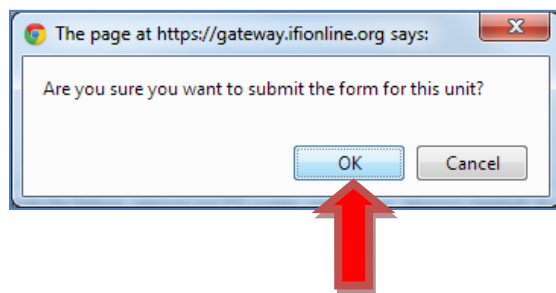 The page at https://gateway.ifionline.org says:
Are you sure you want to submit the form for this unit?
OK
Cancel